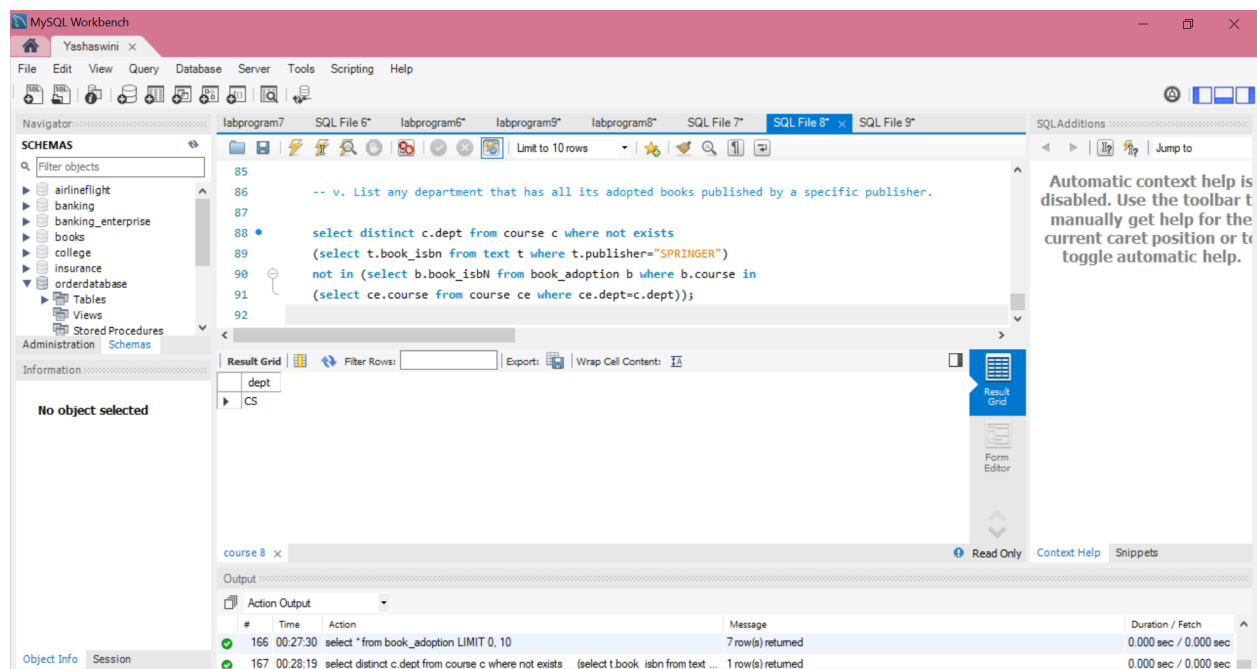 MySQL Workbench
Yashaswini ×
File Edit View Query Database Server Tools Scripting Help
Navigator
SCHEMAS
Filter objects
airlineflight
banking
banking_enterprise
books
college
insurance
orderdatabase
Tables
Views
Stored Procedures
Administration Schemas
Information
No object selected
Object Info Session
labprogram7 SQL File 6* labprogram6* labprogram9* labprogram8* SQL File 7* SQL File 8* × SQL File 9*
Limit to 10 rows
85
86 -- v. List any department that has all its adopted books published by a specific publisher.
87
88 select distinct c.dept from course c where not exists
89 (select t.book_isbn from text t where t.publisher="SPRINGER")
90 not in (select b.book_isbN from book_adoption b where b.course in
91 (select ce.course from course ce where ce.dept=c.dept));
92
Result Grid Filter Rows: Export: Wrap Cell Content:
dept
CS
Result Grid
Form Editor
course 8 × Read Only
SQLAdditions
Jump to
Automatic context help is
disabled. Use the toolbar t
manually get help for the
current caret position or to
toggle automatic help.
Context Help Snippets
Output
Action Output
# Time Action Message Duration / Fetch
166 00:27:30 select * from book_adoption LIMIT 0, 10 7 row(s) returned 0.000 sec / 0.000 sec
167 00:28:19 select distinct c.dept from course c where not exists (select t.book_isbn from text ... 1 row(s) returned 0.000 sec / 0.000 sec